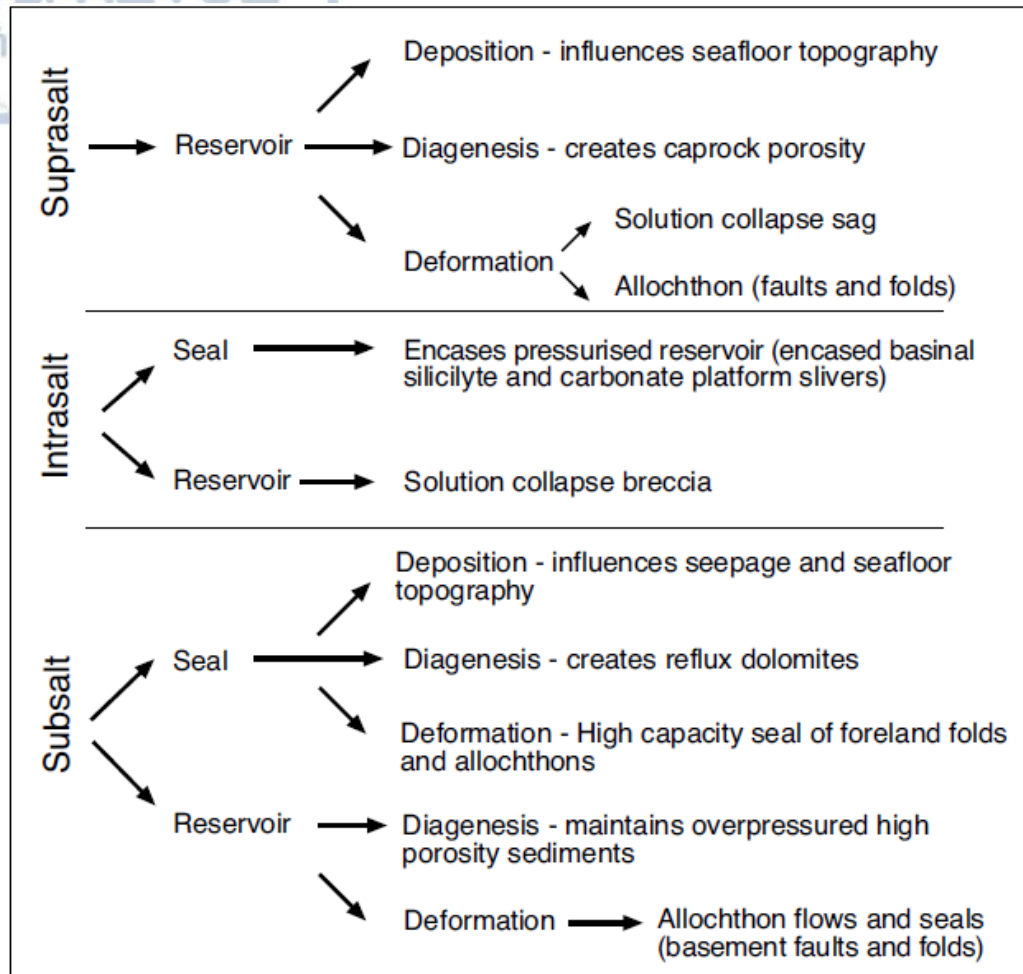 Suprasalt
Reservoir
Deposition - influences seafloor topography
Diagenesis - creates caprock porosity
Deformation
Solution collapse sag
Allochthon (faults and folds)
Intrasalt
Seal
Encases pressurised reservoir (encased basinal
silicilyte and carbonate platform slivers)
Reservoir
Solution collapse breccia
Subsalt
Seal
Deposition - influences seepage and seafloor
topography
Diagenesis - creates reflux dolomites
Deformation - High capacity seal of foreland folds
and allochthons
Reservoir
Diagenesis - maintains overpressured high
porosity sediments
Deformation
Allochthon flows and seals
(basement faults and folds)